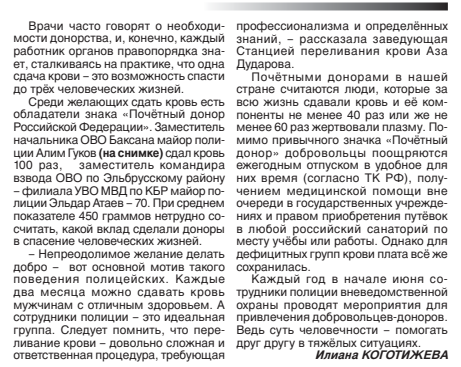 Врачи часто говорят о необходи-
мости донорства, и, конечно, каждый
работник органов правопорядка зна-
ет, сталкиваясь на практике, что одна
сдача крови – это возможность спасти
до трёх человеческих жизней.
Среди желающих сдать кровь есть
обладатели знака «Почётный донор
Российской Федерации». Заместитель
начальника ОВО Баксана майор поли-
ции Алим Гуков (на снимке) сдал кровь
100 раз, заместитель командира
взвода ОВО по Эльбрусскому району
– филиала УВО МВД по КБР майор по-
лиции Эльдар Атаев – 70. При среднем
показателе 450 граммов нетрудно со-
считать, какой вклад сделали доноры
в спасение человеческих жизней.
– Непреодолимое желание делать
добро – вот основной мотив такого
поведения полицейских. Каждые
два месяца можно сдавать кровь
мужчинам с отличным здоровьем. А
сотрудники полиции – это идеальная
группа. Следует помнить, что пере-
ливание крови – довольно сложная и
ответственная процедура, требующая
профессионализма и определённых
знаний, – рассказала заведующая
Станцией переливания крови Аза
Дударова.
Почётными донорами в нашей
стране считаются люди, которые за
всю жизнь сдавали кровь и её ком-
поненты не менее 40 раз или же не
менее 60 раз жертвовали плазму. По-
мимо привычного значка «Почётный
донор» добровольцы поощряются
ежегодным отпуском в удобное для
них время (согласно ТК РФ), полу-
чением медицинской помощи вне
очереди в государственных учрежде-
ниях и правом приобретения путёвок
в любой российский санаторий по
месту учёбы или работы. Однако для
дефицитных групп крови плата всё же
сохранилась.
Каждый год в начале июня со-
трудники полиции вневедомственной
охраны проводят мероприятия для
привлечения добровольцев-доноров.
Ведь суть человечности – помогать
друг другу в тяжёлых ситуациях.
Илиана КОГОТИЖЕВА